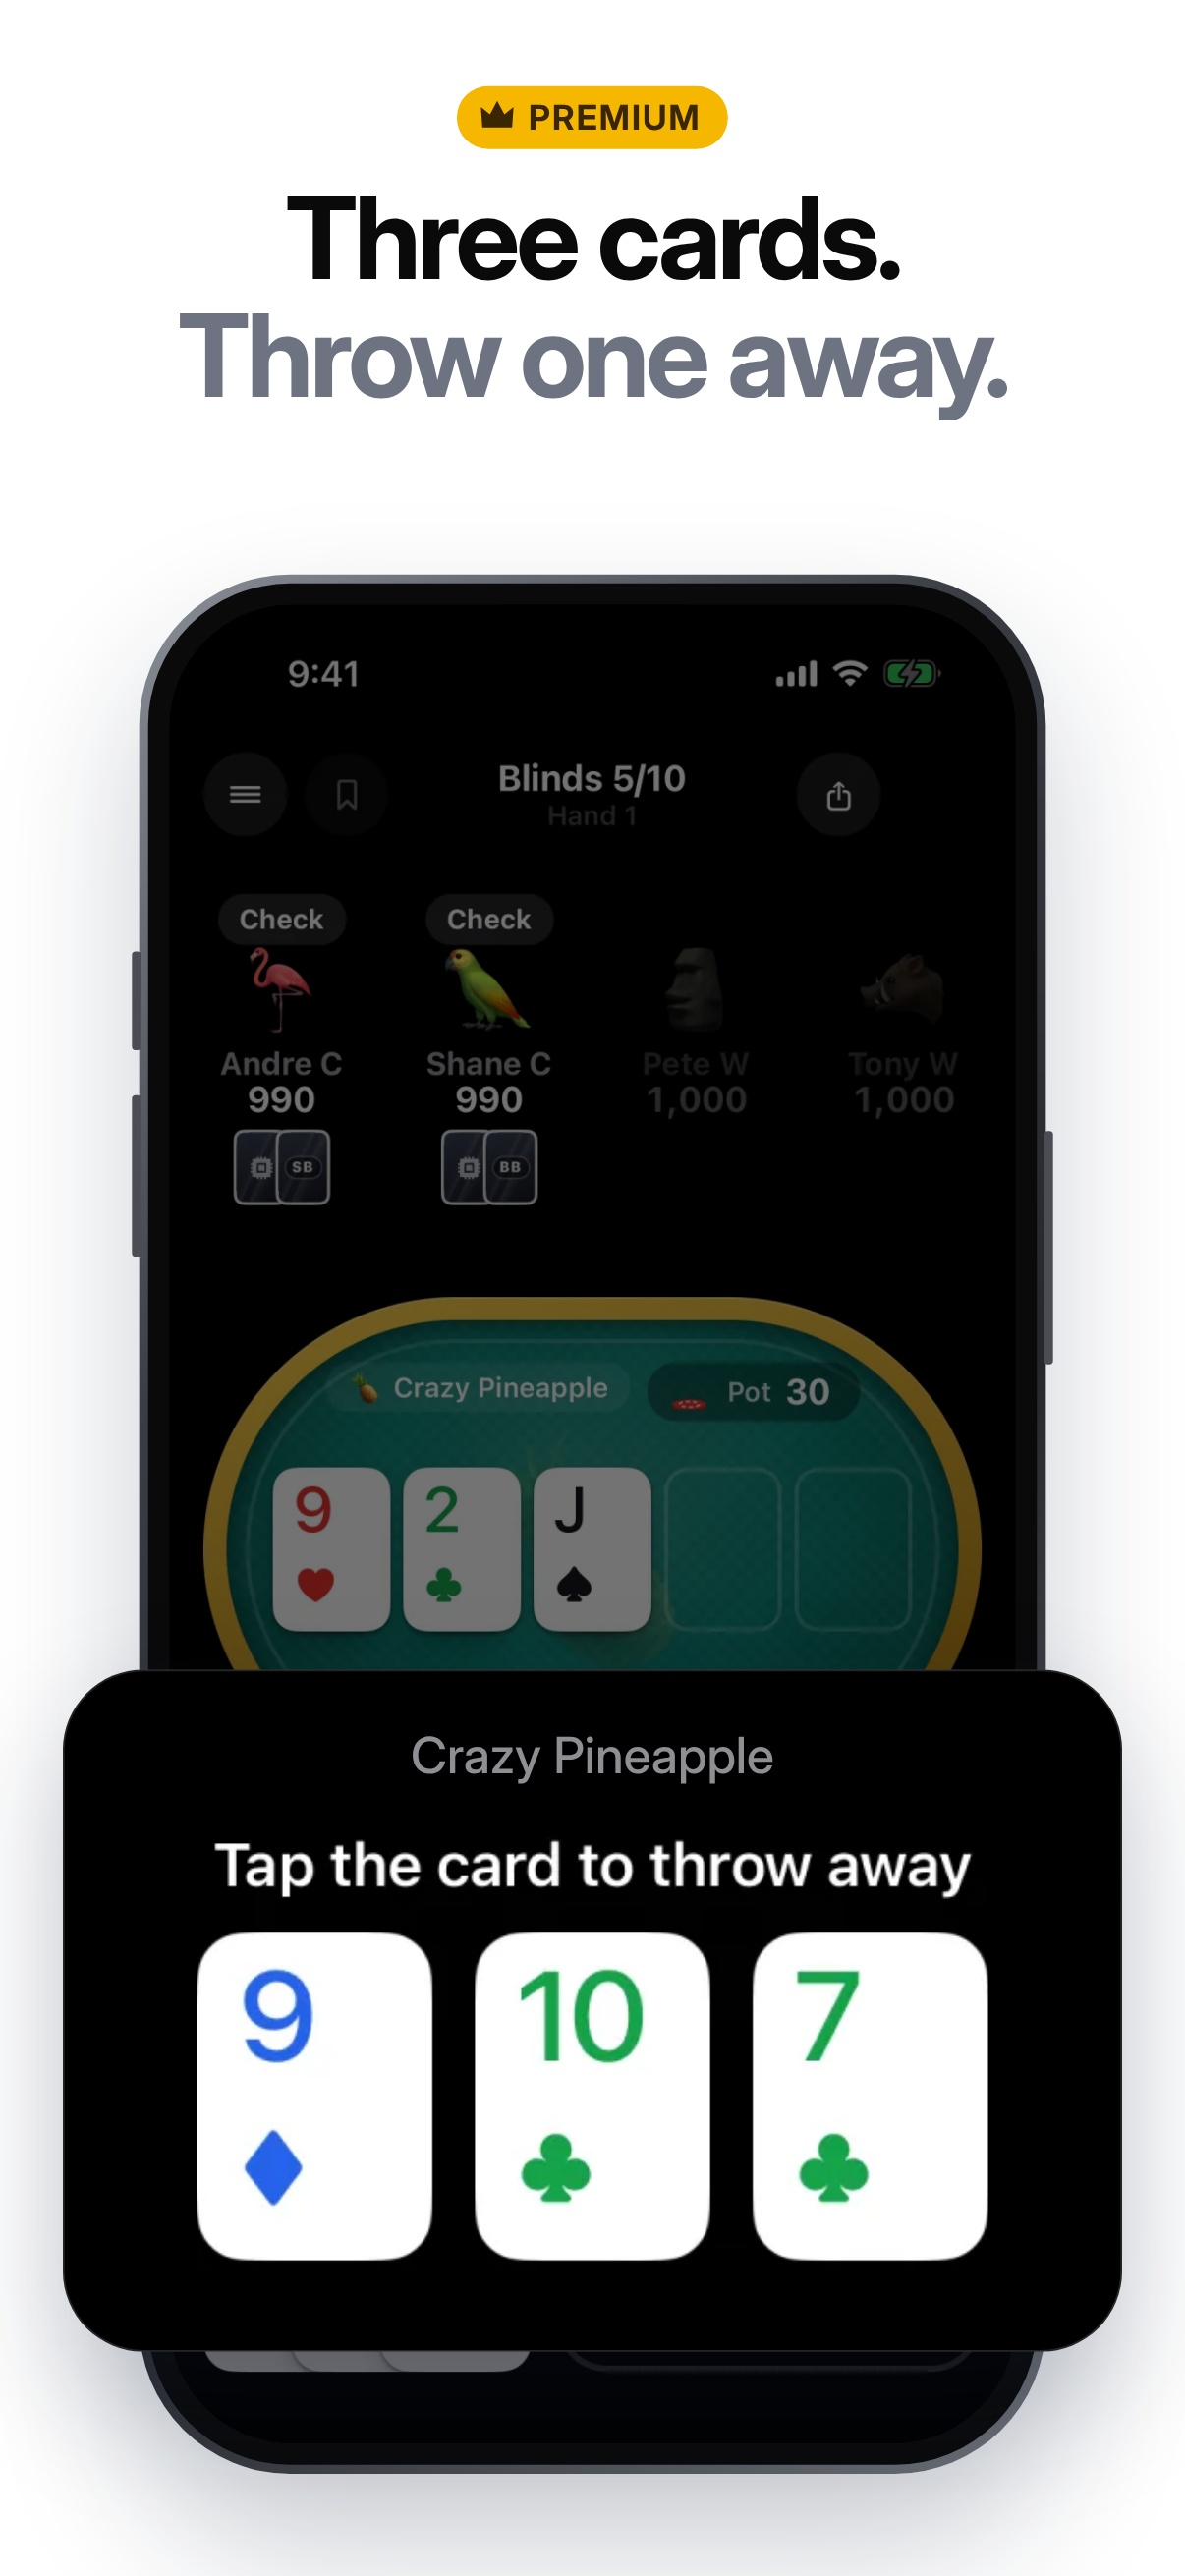 PREMIUM
Three cards.
Throw one away.
9:41
Blinds 5/10
Hand 1
Check
Check
Andre C
Shane C
Pete W
Tony W
990
990
1,000
1,000
SB
BB
Crazy Pineapple
Pot 30
9
2
J
Crazy Pineapple
Tap the card to throw away
9
10
7